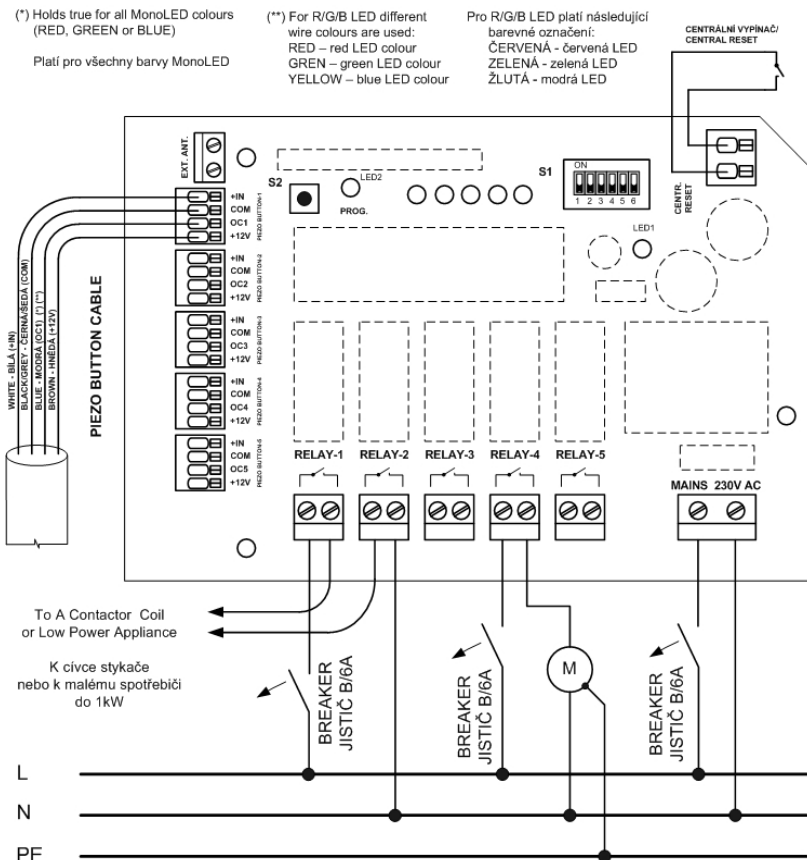 (*) Holds true for all MonoLED colours
(RED, GREEN or BLUE)
Platí pro všechny barvy MonoLED
(**) For R/G/B LED different
wire colours are used:
RED – red LED colour
GREN – green LED colour
YELLOW – blue LED colour
Pro R/G/B LED platí následující
barevné označení:
ČERVENÁ - červená LED
ZELENÁ - zelená LED
ŽLUTÁ - modrá LED
CENTRÁLNÍ VYPÍNAČ/
CENTRAL RESET
EXT. ANT.
S2
LED2
PROG.
S1
ON
1 2 3 4 5 6
CENTR.
RESET
LED1
+IN
COM
OC1
+12V
PIEZO BUTTON-1
+IN
COM
OC2
+12V
PIEZO BUTTON-2
+IN
COM
OC3
+12V
PIEZO BUTTON-3
+IN
COM
OC4
+12V
PIEZO BUTTON-4
+IN
COM
OC5
+12V
PIEZO BUTTON-5
WHITE - BÍLÁ (+IN)
BLACK/GREY - ČERNÁ/ŠEDÁ (COM)
BLUE - MODRÁ (OC1) (*) (**)
BROWN - HNĚDÁ (+12V)
PIEZO BUTTON CABLE
RELAY-1
RELAY-2
RELAY-3
RELAY-4
RELAY-5
MAINS 230V AC
To A Contactor Coil
or Low Power Appliance
K cívce stykače
nebo k malému spotřebiči
do 1kW
BREAKER
JISTIČ B/6A
BREAKER
JISTIČ B/6A
M
BREAKER
JISTIČ B/6A
L
N
PE